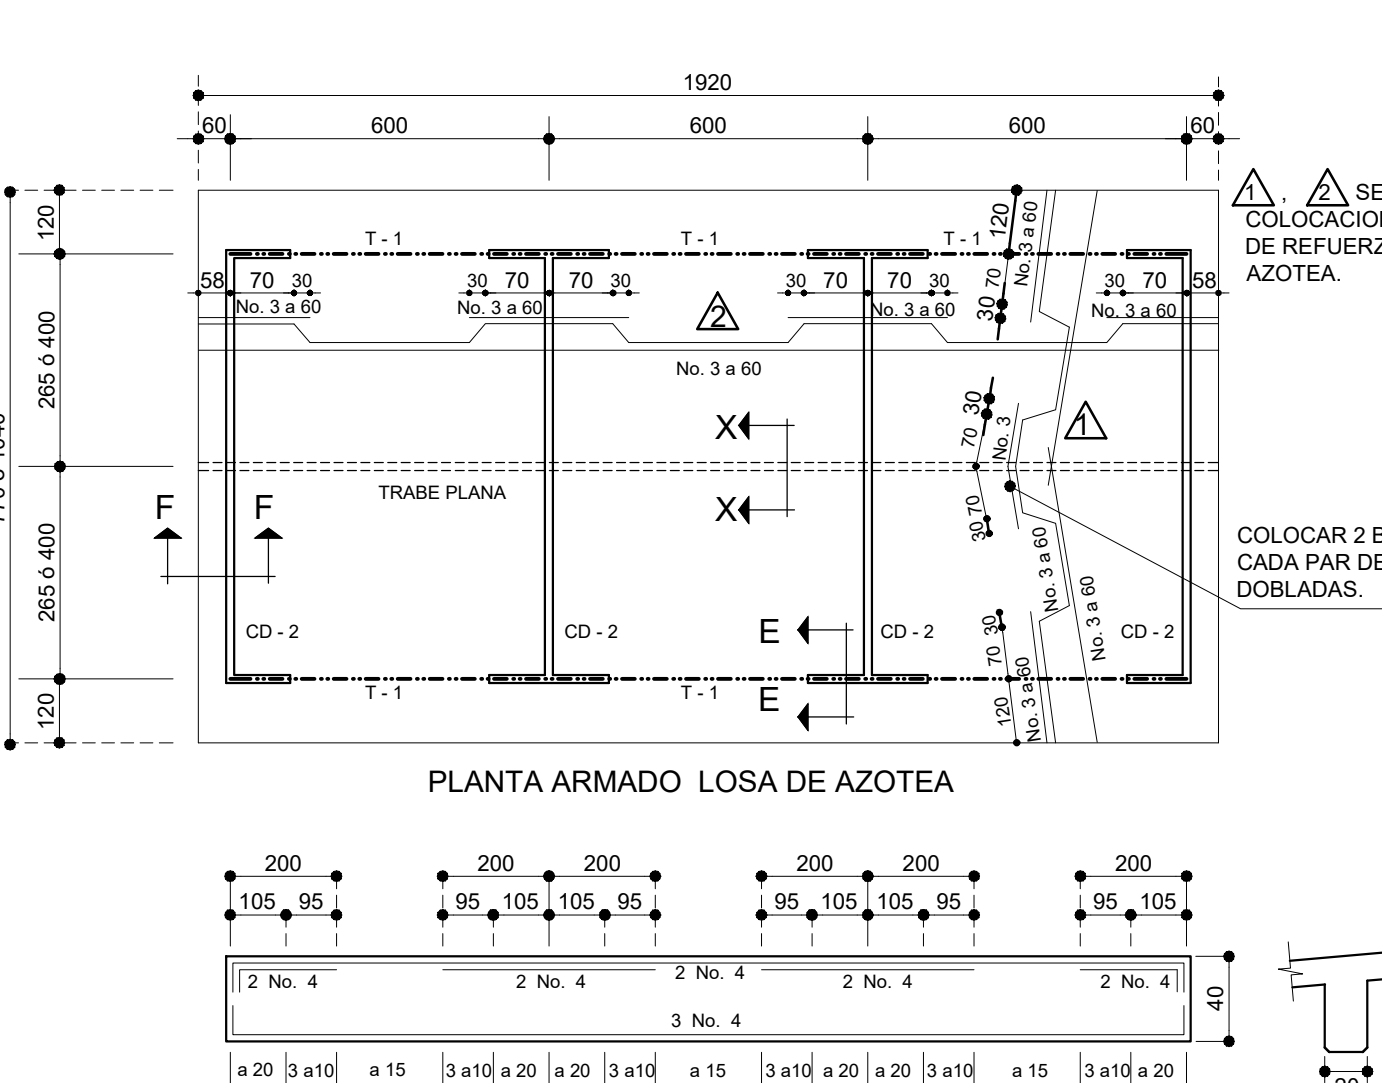 1920
60 600 600 600 60
1 , 2 SE
COLOCACION
DE REFUERZ
AZOTEA.
120
T - 1 T - 1 T - 1 120 No. 3 a 60
58 70 30 30 70 70 30 30 70 70 30 70 30 30 70 58
No. 3 a 60 No. 3 a 60 No. 3 a 60 No. 3 a 60
2
265 ó 400
No. 3 a 60
30 70 No. 3
1
X
X
TRABE PLANA
F F
30 70
No. 3 a 60
No. 3 a 60
COLOCAR 2 B
CADA PAR DE
DOBLADAS.
265 ó 400
CD - 2 CD - 2 CD - 2 CD - 2
E
E
30 70 120
No. 3 a 60
T - 1 T - 1
120
PLANTA ARMADO LOSA DE AZOTEA
200 200 200 200 200 200
105 95 95 105 105 95 95 105 105 95 95 105
2 No. 4 2 No. 4 2 No. 4 2 No. 4 2 No. 4
3 No. 4
40
a 20 3 a10 a 15 3 a10 a 20 a 20 3 a10 a 15 3 a10 a 20 a 20 3 a10 a 15 3 a10 a 20